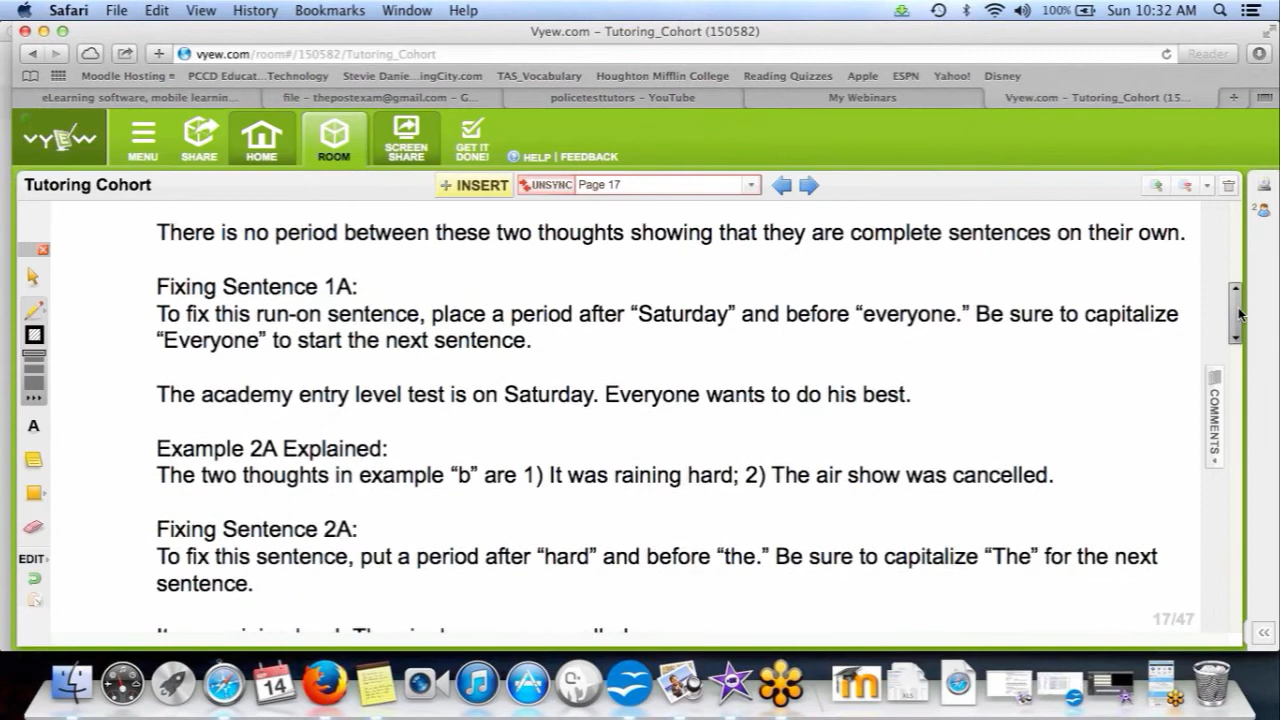 Safari File Edit View History Bookmarks Window Help 100% Sun 10:32 AM
Vyew.com – Tutoring_Cohort (150582)
vyew.com/room#/150582/Tutoring_Cohort Reader
Moodle Hosting PCCD Educat...Technology Stevie Danie...ingCity.com TAS_Vocabulary Houghton Mifflin College Reading Quizzes Apple ESPN Yahoo! Disney
eLearning software, mobile learnin... file – thepostexam@gmail.com – G... policetesttutors – YouTube My Webinars Vyew.com – Tutoring_Cohort (15...
VYEW MENU SHARE HOME ROOM SCREEN SHARE GET IT DONE! HELP | FEEDBACK
Tutoring Cohort + INSERT UNSYNC Page 17
2
There is no period between these two thoughts showing that they are complete sentences on their own.
Fixing Sentence 1A:
To fix this run-on sentence, place a period after “Saturday” and before “everyone.” Be sure to capitalize
“Everyone” to start the next sentence.
The academy entry level test is on Saturday. Everyone wants to do his best.
COMMENTS
A
Example 2A Explained:
The two thoughts in example “b” are 1) It was raining hard; 2) The air show was cancelled.
Fixing Sentence 2A:
To fix this sentence, put a period after “hard” and before “the.” Be sure to capitalize “The” for the next
EDIT
sentence.
17/47
14
XLS